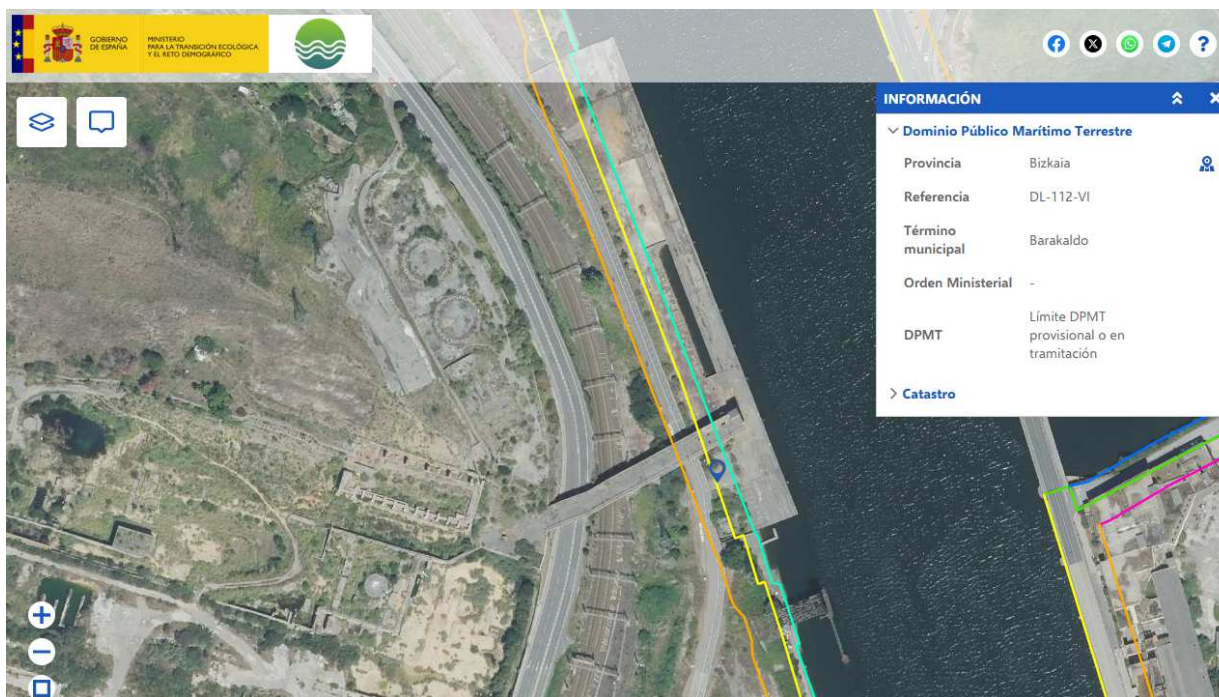 GOBIERNO
DE ESPAÑA
MINISTERIO
PARA LA TRANSICIÓN ECOLÓGICA
Y EL RETO DEMOGRÁFICO
?
INFORMACIÓN
Dominio Público Marítimo Terrestre
Provincia Bizkaia
Referencia DL-112-VI
Término
municipal Barakaldo
Orden Ministerial -
DPMT Límite DPMT
provisional o en
tramitación
Catastro